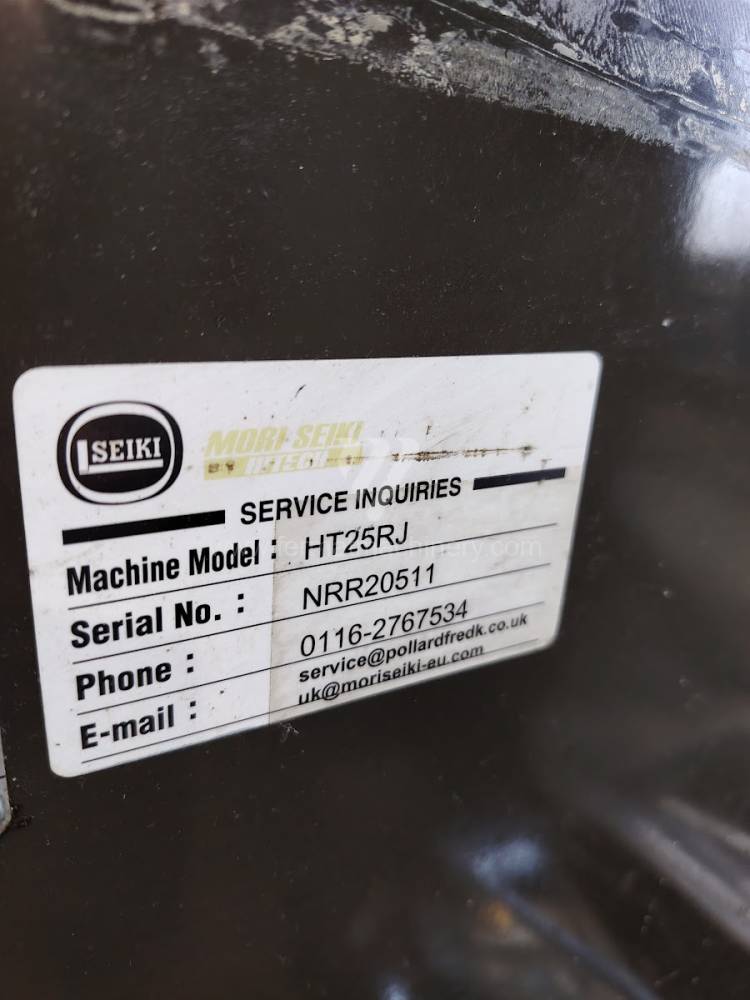 SEIKI
MORI SEIKI
HITECH
SERVICE INQUIRIES
Machine Model : HT25RJ
Serial No. : NRR20511
Phone : 0116-2767534
E-mail : service@pollardfredk.co.uk
uk@moriseiki-eu.com